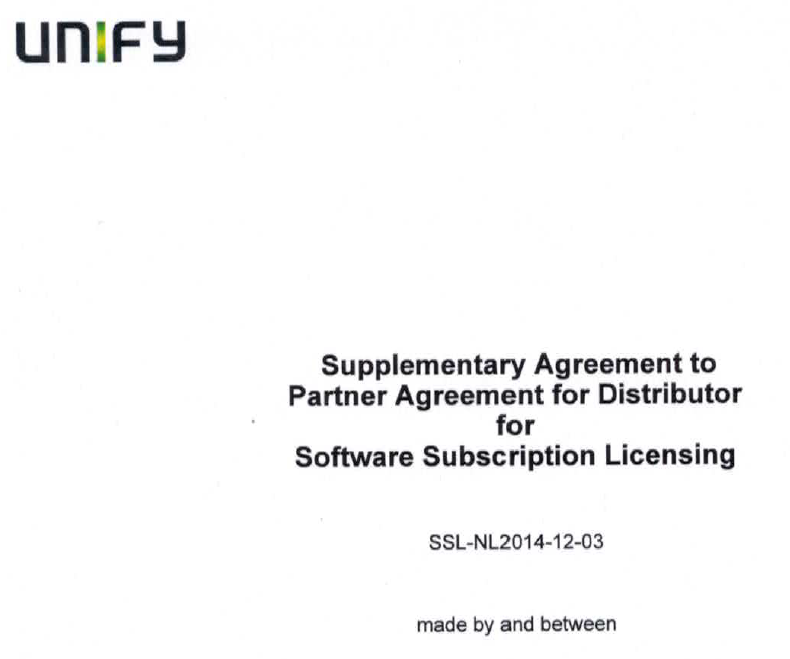 UNIFY
Supplementary Agreement to
Partner Agreement for Distributor
for
Software Subscription Licensing
SSL-NL2014-12-03
made by and between